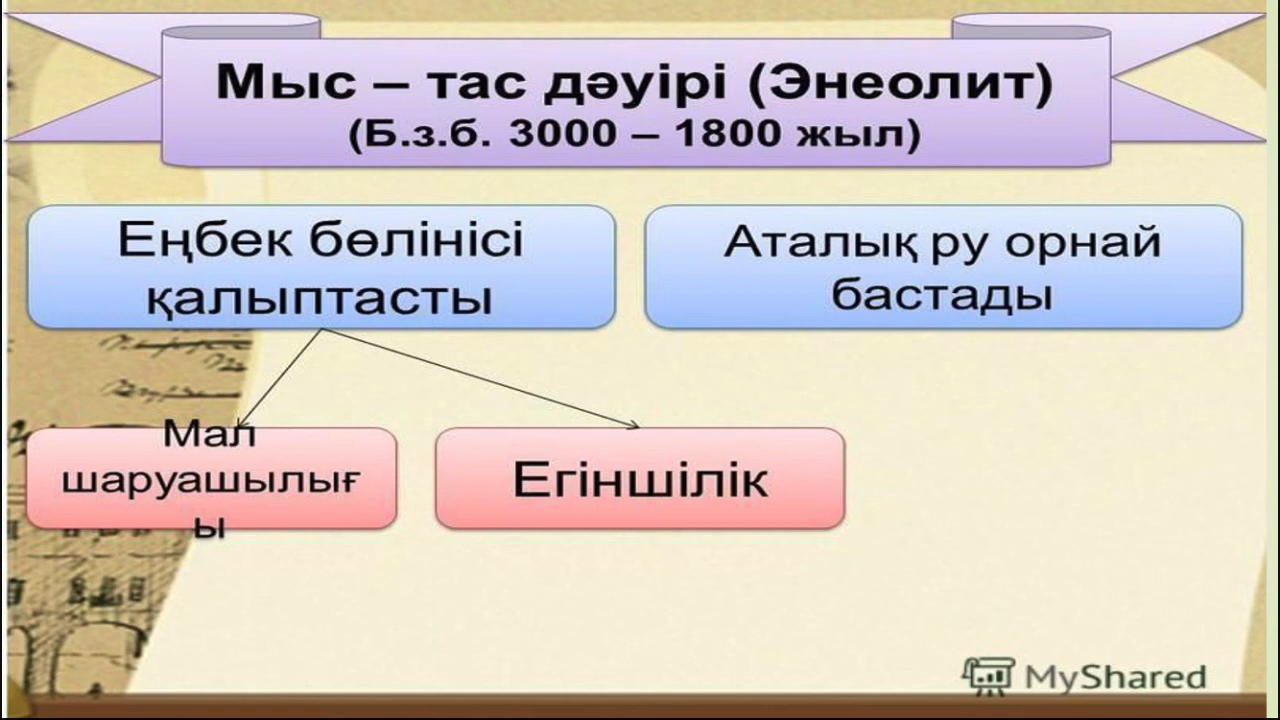 Мыс – тас дәуірі (Энеолит)
(Б.з.б. 3000 – 1800 жыл)
Еңбек бөлінісі
қалыптасты
Аталық ру орнай
бастады
Мал
шаруашылығ
ы
Егіншілік
MyShared